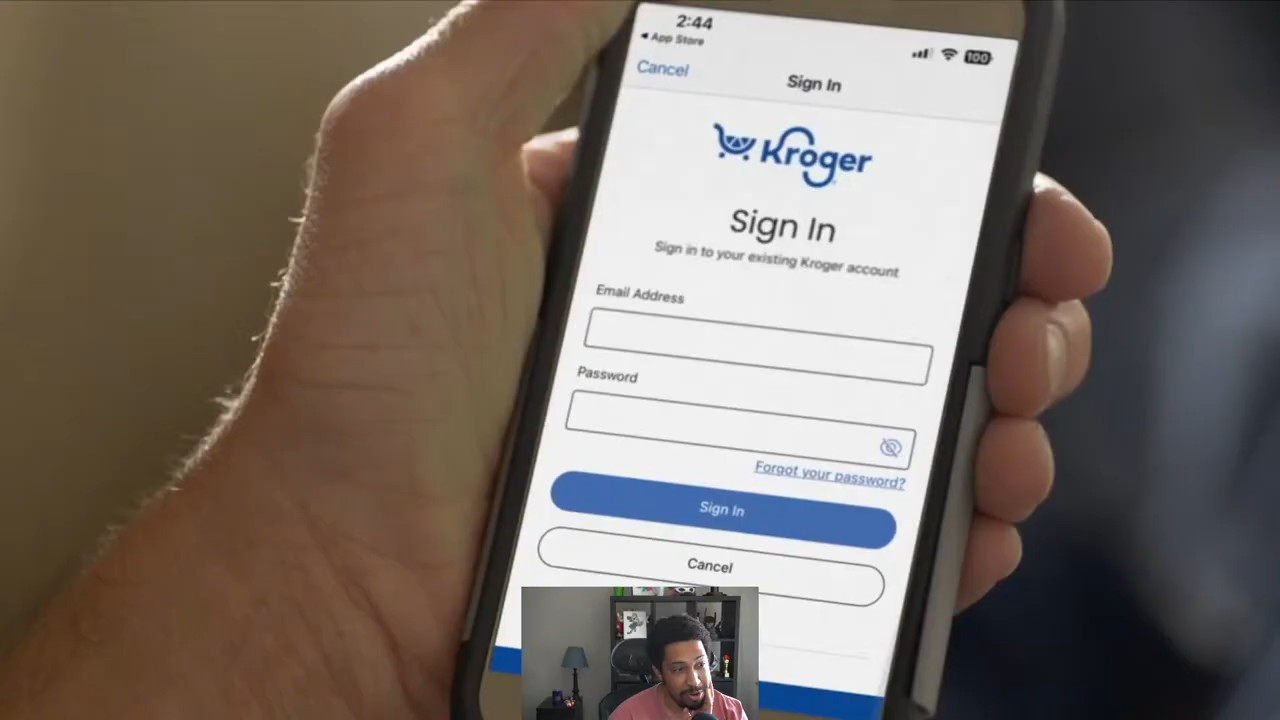 2:44
◀ App Store
100
Cancel
Sign In
Kroger
Sign In
Sign in to your existing Kroger account
Email Address
Password
Forgot your password?
Sign In
Cancel